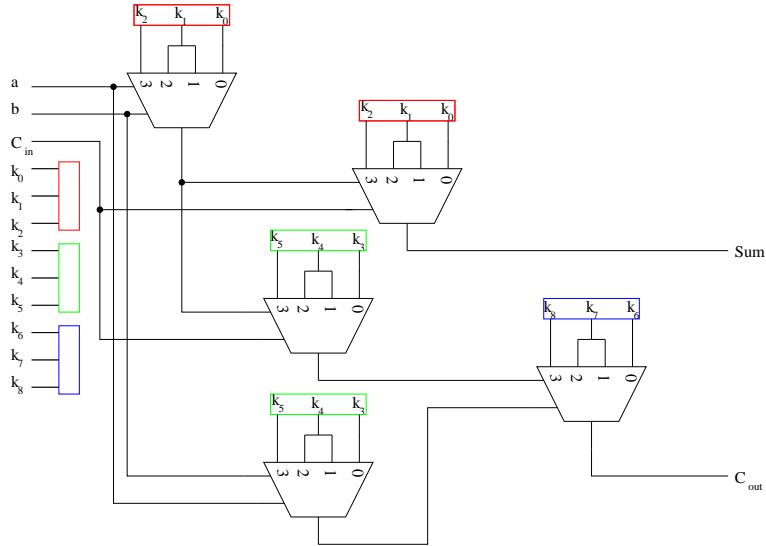 k2 k1 k0
3 2 1 0
a
b
Cin
k2 k1 k0
3 2 1 0
k0
k1
k2
k3
k4
k5
k6
k7
k8
k5 k4 k3
3 2 1 0
Sum
k8 k7 k6
3 2 1 0
k5 k4 k3
3 2 1 0
Cout